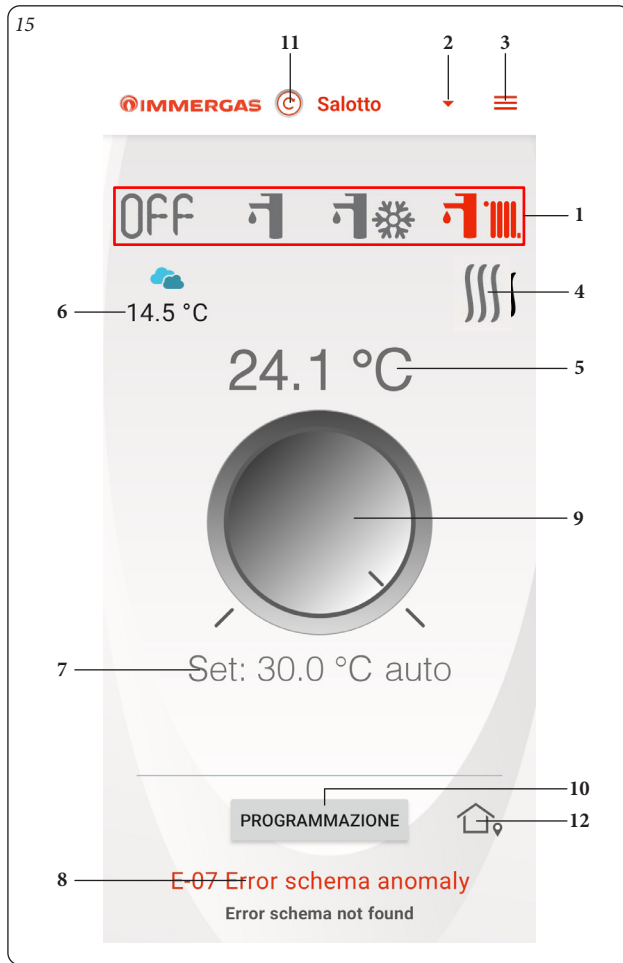 15
11 2 3
IMMERGAS Salotto
OFF
1
4
6 14.5 °C
24.1 °C 5
9
7 Set: 30.0 °C auto
10
PROGRAMMAZIONE
12
8 E-07 Error schema anomaly
Error schema not found